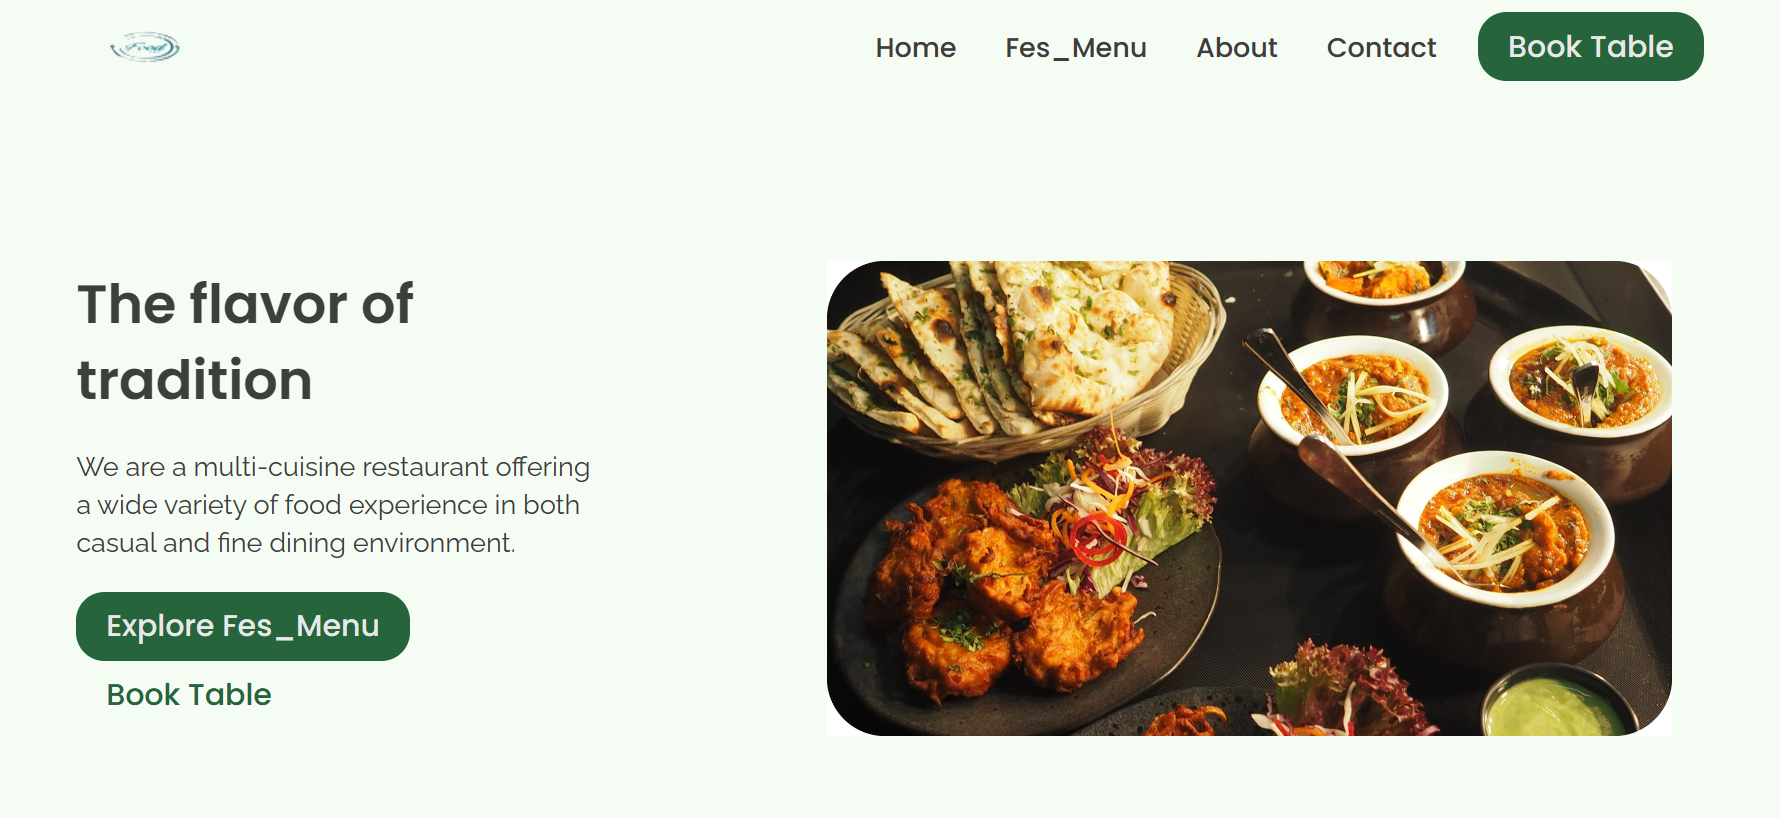 Food
Home Fes_Menu About Contact Book Table
The flavor of
tradition
We are a multi-cuisine restaurant offering
a wide variety of food experience in both
casual and fine dining environment.
Explore Fes_Menu
Book Table